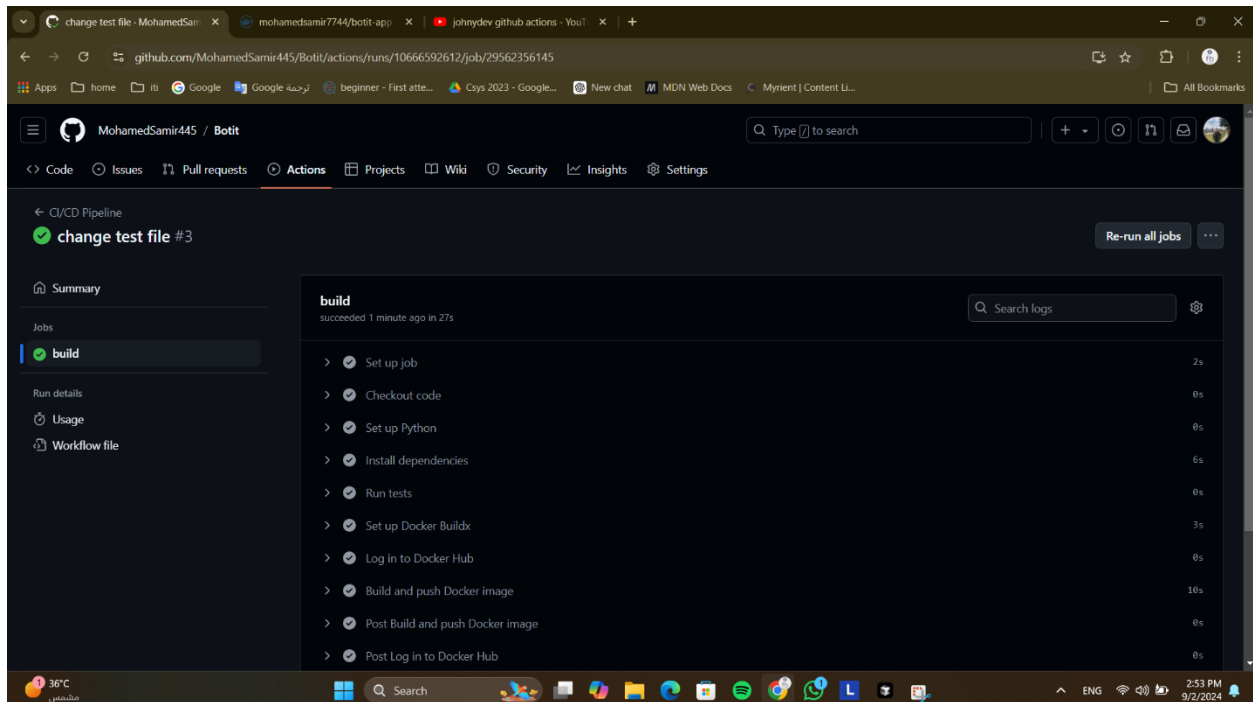 change test file · MohamedSam
mohamedsamir7744/botit-app
johnydev github actions - YouT
github.com/MohamedSamir445/Botit/actions/runs/10666592612/job/29562356145
Apps home iti Google Google ترجمة beginner - First atte... Csys 2023 - Google... New chat MDN Web Docs Myrient | Content Li... All Bookmarks
MohamedSamir445 / Botit
Type / to search
Code Issues Pull requests Actions Projects Wiki Security Insights Settings
CI/CD Pipeline
change test file #3
Re-run all jobs
Summary
Jobs
build
Run details
Usage
Workflow file
build
succeeded 1 minute ago in 27s
Search logs
Set up job 2s
Checkout code 0s
Set up Python 0s
Install dependencies 6s
Run tests 0s
Set up Docker Buildx 3s
Log in to Docker Hub 0s
Build and push Docker image 10s
Post Build and push Docker image 0s
Post Log in to Docker Hub 0s
1
36°C
مشمس
Search
1
L
ENG
2:53 PM
9/2/2024